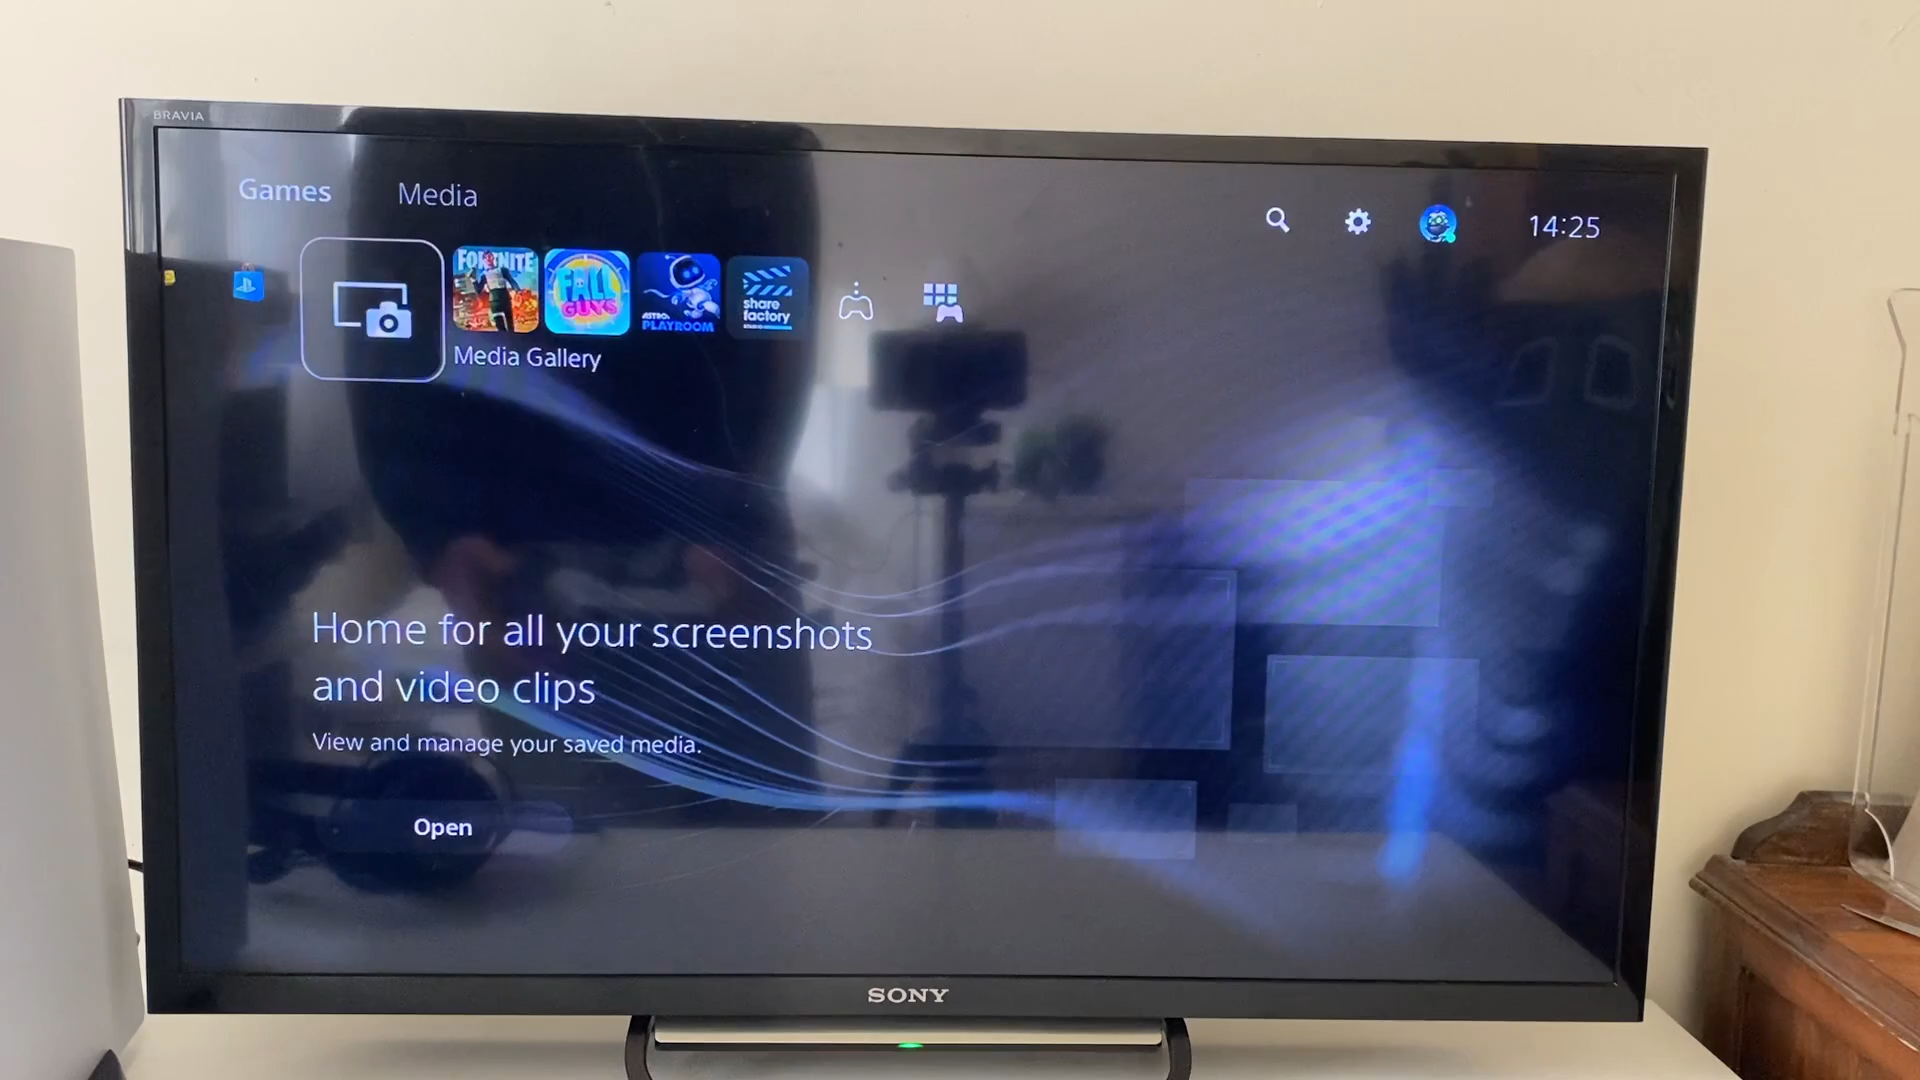 BRAVIA
Games Media
14:25
FORTNITE
FALL
GUYS
ASTRO's
PLAYROOM
share
factory
Media Gallery
Home for all your screenshots
and video clips
View and manage your saved media.
Open
SONY